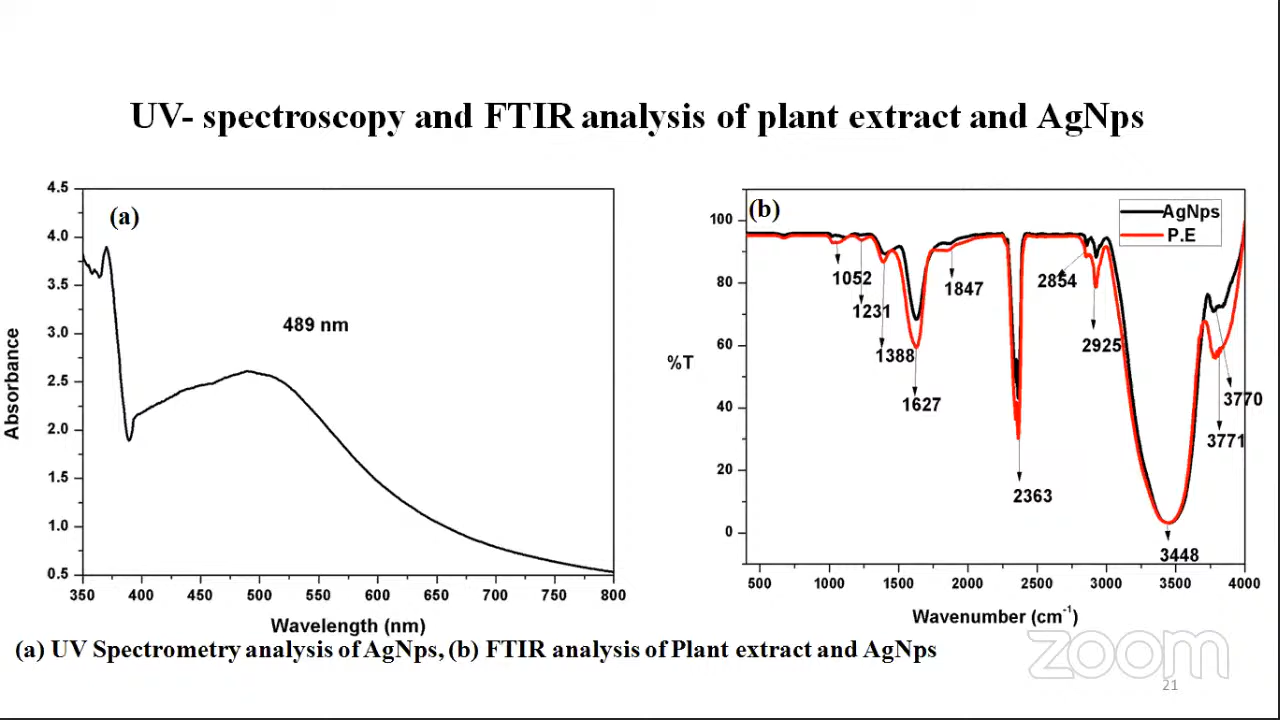 UV- spectroscopy and FTIR analysis of plant extract and AgNps
(a)
489 nm
4.5
4.0
3.5
3.0
2.5
2.0
1.5
1.0
0.5
Absorbance
350 400 450 500 550 600 650 700 750 800
Wavelength (nm)
(b)
AgNps
P.E
100
80
60
40
20
0
%T
1052
1231
1388
1627
1847
2363
2854
2925
3448
3770
3771
500 1000 1500 2000 2500 3000 3500 4000
Wavenumber (cm-1)
(a) UV Spectrometry analysis of AgNps, (b) FTIR analysis of Plant extract and AgNps
zoom
21